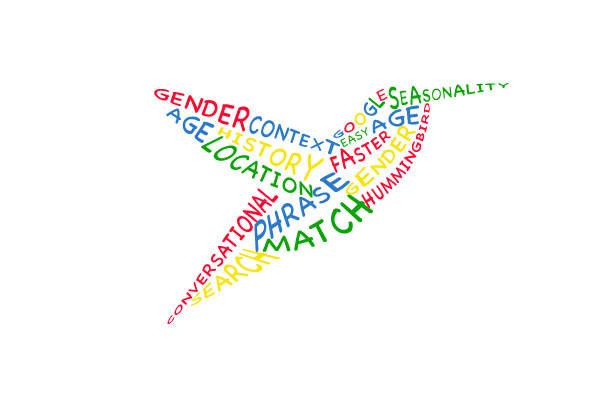 GENDER
CONTEXT
AGE
HISTORY
LOCATION
GOOGLE
SEASONALITY
EASY
AGE
FASTER
GENDER
HUMMINGBIRD
PHRASE
MATCH
CONVERSATIONAL
SEARCH